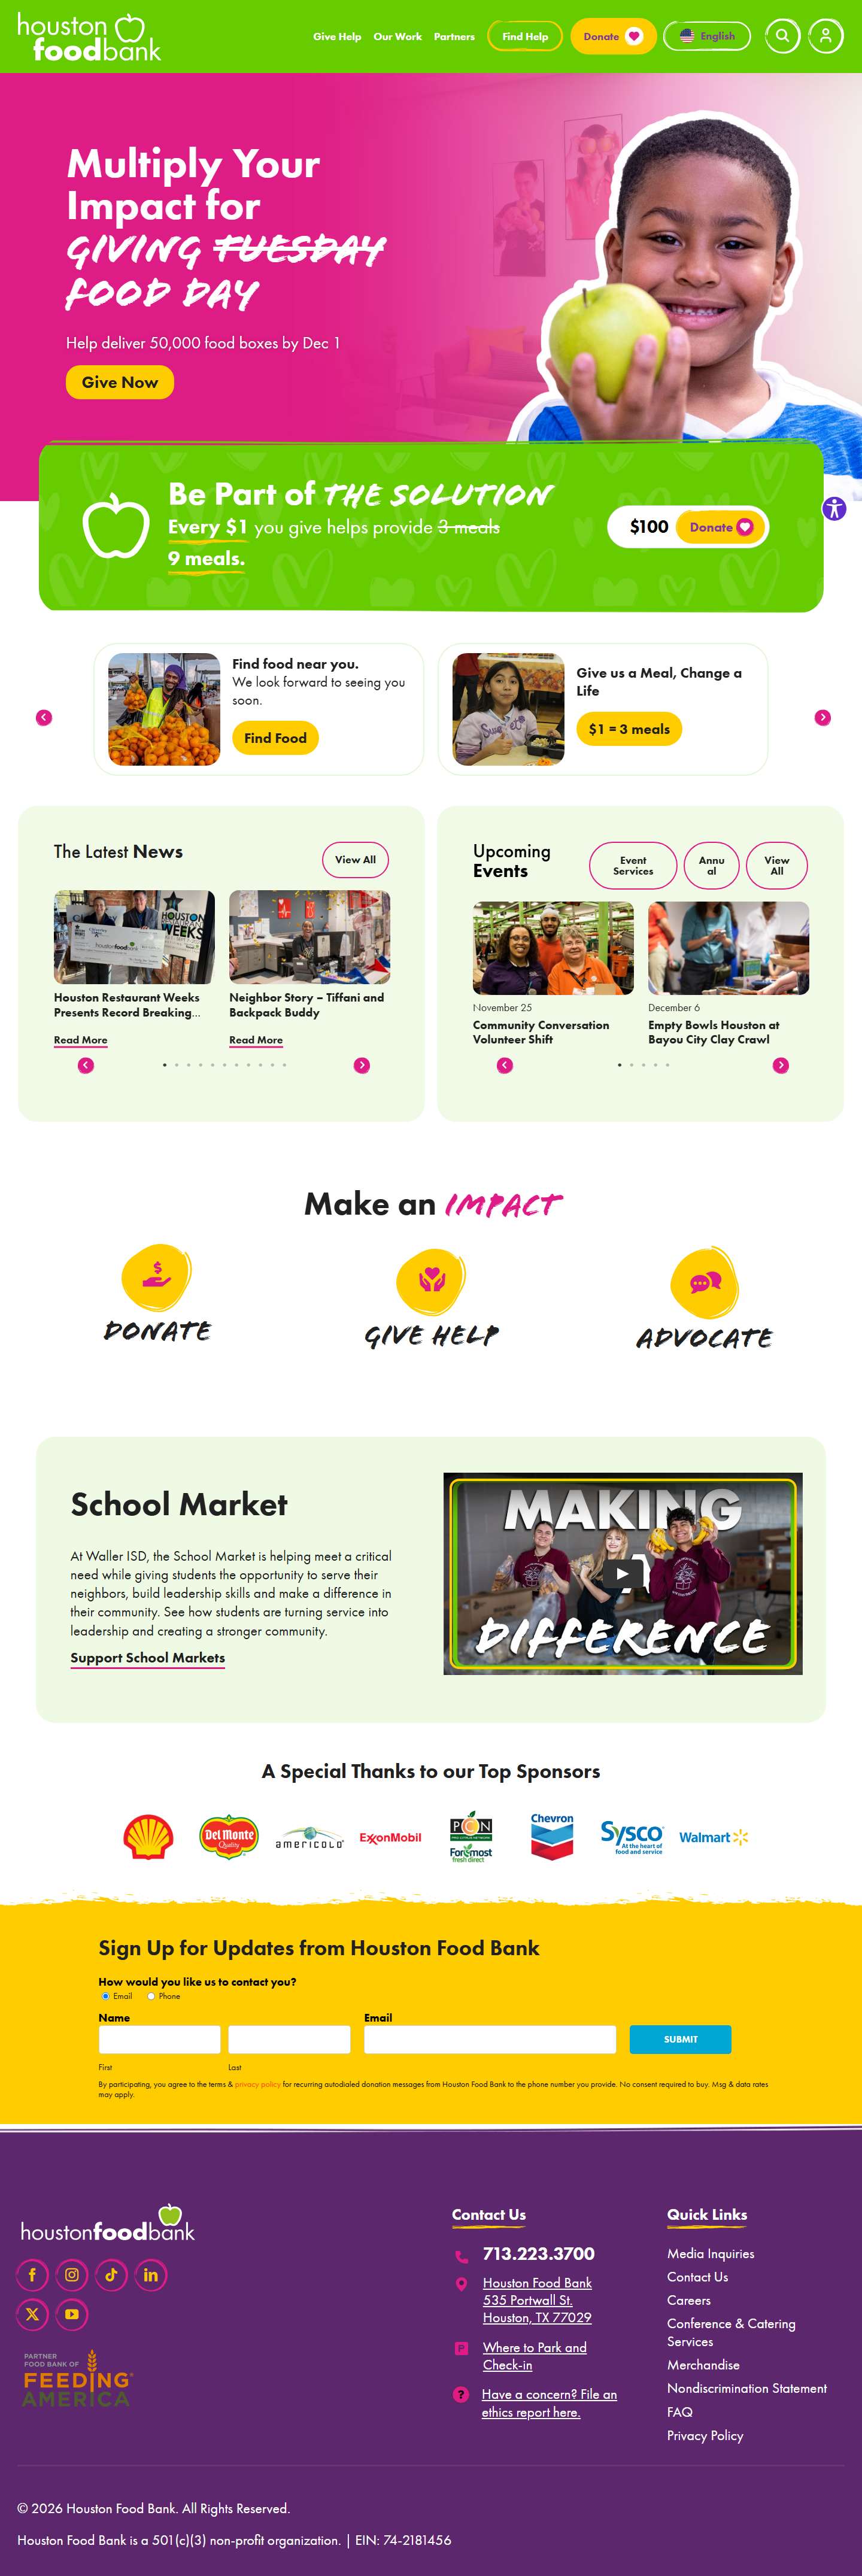 houston
foodbank
Give Help
Our Work
Partners
Find Help
Donate
English
Multiply Your
Impact for
GIVING TUESDAY
FOOD DAY
Help deliver 50,000 food boxes by Dec 1
Give Now
Be Part of THE SOLUTION
Every $1 you give helps provide 3 meals
9 meals.
$100
Donate
Find food near you.
We look forward to seeing you
soon.
Find Food
Give us a Meal, Change a
Life
$1 = 3 meals
The Latest News
View All
Houston Restaurant Weeks
Presents Record Breaking...
Read More
Neighbor Story – Tiffani and
Backpack Buddy
Read More
Upcoming
Events
Event
Services
Annu
al
View
All
November 25
Community Conversation
Volunteer Shift
December 6
Empty Bowls Houston at
Bayou City Clay Crawl
Make an IMPACT
DONATE
GIVE HELP
ADVOCATE
School Market
At Waller ISD, the School Market is helping meet a critical
need while giving students the opportunity to serve their
neighbors, build leadership skills and make a difference in
their community. See how students are turning service into
leadership and creating a stronger community.
Support School Markets
MAKING
A
DIFFERENCE
A Special Thanks to our Top Sponsors
Del Monte
Quality
AMERICOLD
ExxonMobil
PCN
Foremost
fresh direct
Chevron
Sysco
At the heart of
food and service
Walmart
Sign Up for Updates from Houston Food Bank
How would you like us to contact you?
Email
Phone
Name
Email
SUBMIT
First
Last
By participating, you agree to the terms & privacy policy for recurring autodialed donation messages from Houston Food Bank to the phone number you provide. No consent required to buy. Msg & data rates
may apply.
houstonfoodbank
PARTNER
FOOD BANK OF
FEEDING
AMERICA
Contact Us
713.223.3700
Houston Food Bank
535 Portwall St.
Houston, TX 77029
Where to Park and
Check-in
Have a concern? File an
ethics report here.
Quick Links
Media Inquiries
Contact Us
Careers
Conference & Catering
Services
Merchandise
Nondiscrimination Statement
FAQ
Privacy Policy
© 2026 Houston Food Bank. All Rights Reserved.
Houston Food Bank is a 501(c)(3) non-profit organization. | EIN: 74-2181456